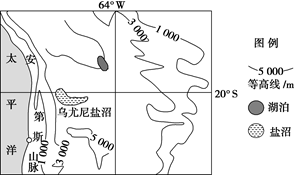 64°W
3 000
1 000
太
安
图 例
5 000
等高线/m
平
20°S
湖泊
乌尤尼盐沼
第
斯
盐沼
洋
山脉
1 000
3 000
5 000